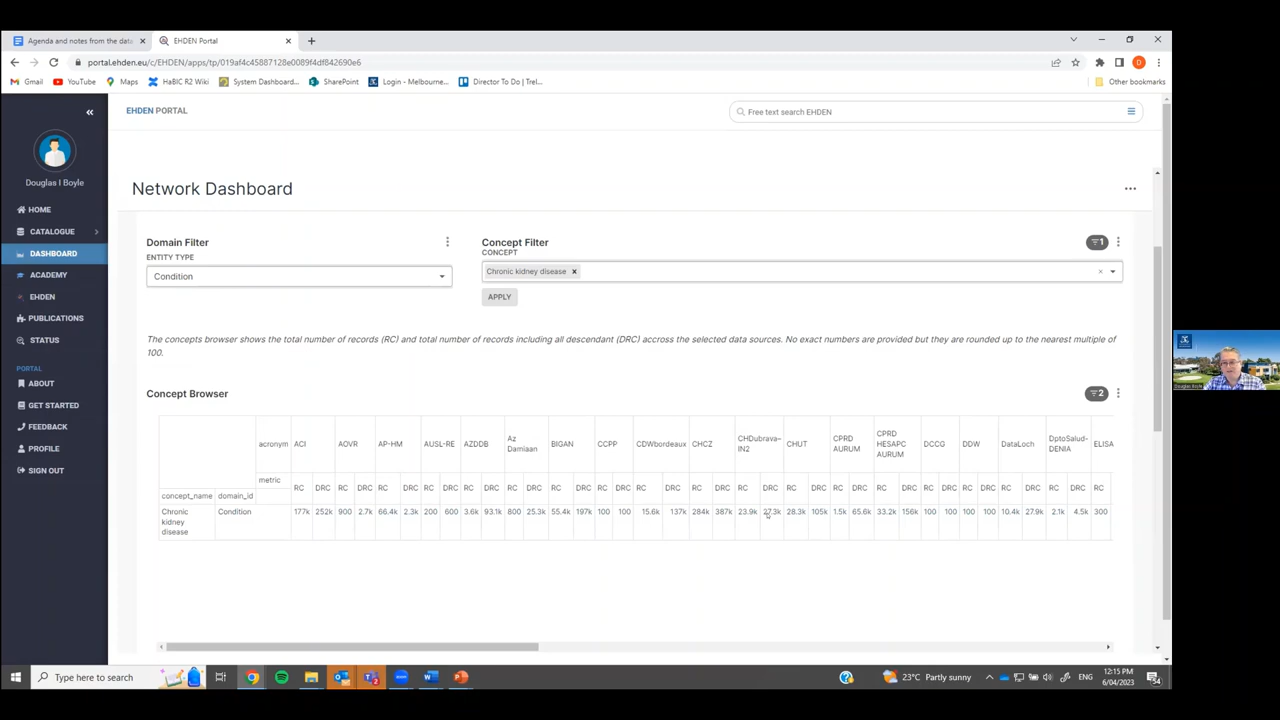 Agenda and notes from the data
EHDEN Portal
portal.ehden.eu/c/EHDEN/apps/tp/019af4c45887128e0089f4df842690e6
Gmail YouTube Maps HaBIC R2 Wiki System Dashboard... SharePoint Login - Melbourne... Director To Do | Trel... Other bookmarks
EHDEN PORTAL
Free text search EHDEN
Douglas I Boyle
HOME
CATALOGUE
DASHBOARD
ACADEMY
EHDEN
PUBLICATIONS
STATUS
PORTAL
ABOUT
GET STARTED
FEEDBACK
PROFILE
SIGN OUT
Network Dashboard
Domain Filter
ENTITY TYPE
Condition
Concept Filter
1
CONCEPT
Chronic kidney disease
APPLY
The concepts browser shows the total number of records (RC) and total number of records including all descendant (DRC) accross the selected data sources. No exact numbers are provided but they are rounded up to the nearest multiple of
100.
Concept Browser
2
acronym ACI AOVR AP-HM AUSL-RE AZDDB Az Damiaan BIGAN CCPP CDWbordeaux CHCZ CHDubrava-IN2 CHUT CPRD AURUM CPRD HESAPC AURUM DCCG DDW DataLoch DptoSalud-DENIA ELISA
metric RC DRC RC DRC RC DRC RC DRC RC DRC RC DRC RC DRC RC DRC RC DRC RC DRC RC DRC RC DRC RC DRC RC DRC RC DRC RC DRC RC DRC RC DRC RC
concept_name domain_id
Chronic kidney disease Condition 177k 252k 900 2.7k 66.4k 2.3k 200 600 3.6k 93.1k 800 25.3k 55.4k 197k 100 100 15.6k 137k 284k 387k 23.9k 27.3k 28.3k 105k 1.5k 65.6k 33.2k 156k 100 100 100 100 10.4k 27.9k 2.1k 4.5k 300
Douglas Boyle
Type here to search
23°C Partly sunny
ENG
12:15 PM
6/04/2023
54